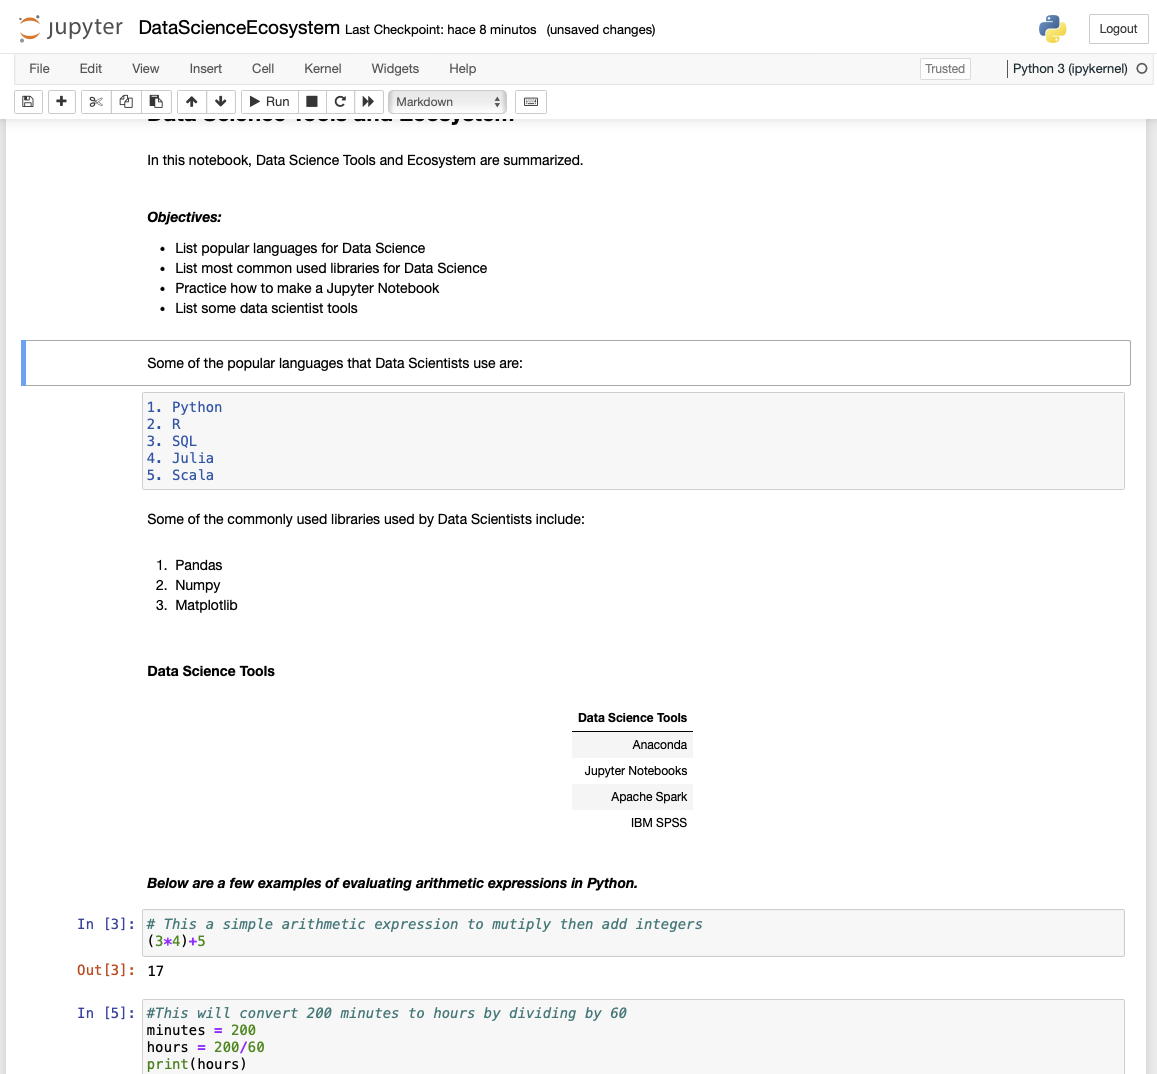 jupyter DataScienceEcosystem Last Checkpoint: hace 8 minutos (unsaved changes) Logout
File Edit View Insert Cell Kernel Widgets Help Trusted Python 3 (ipykernel)
Run Markdown
Data Science Tools and Ecosystem
In this notebook, Data Science Tools and Ecosystem are summarized.
Objectives:
• List popular languages for Data Science
• List most common used libraries for Data Science
• Practice how to make a Jupyter Notebook
• List some data scientist tools
Some of the popular languages that Data Scientists use are:
1. Python
2. R
3. SQL
4. Julia
5. Scala
Some of the commonly used libraries used by Data Scientists include:
1. Pandas
2. Numpy
3. Matplotlib
Data Science Tools
Data Science Tools
Anaconda
Jupyter Notebooks
Apache Spark
IBM SPSS
Below are a few examples of evaluating arithmetic expressions in Python.
In [3]: # This a simple arithmetic expression to mutiply then add integers
(3*4)+5
Out[3]: 17
In [5]: #This will convert 200 minutes to hours by dividing by 60
minutes = 200
hours = 200/60
print(hours)